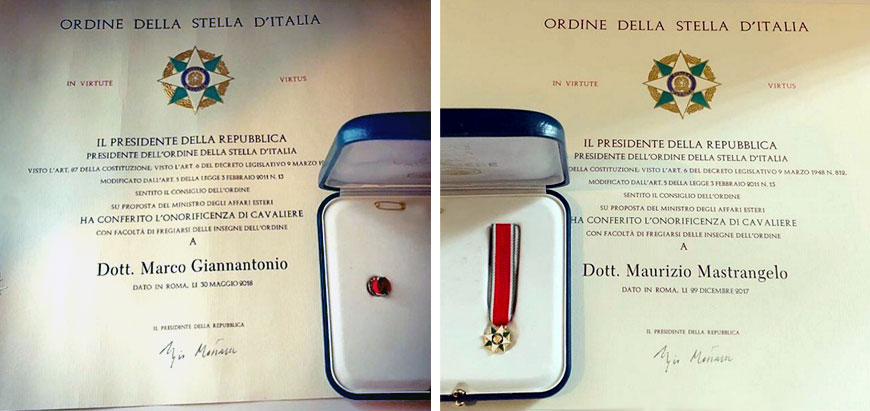 ORDINE DELLA STELLA D'ITALIA
IN VIRTUTE VIRTUS
IL PRESIDENTE DELLA REPUBBLICA
PRESIDENTE DELL'ORDINE DELLA STELLA D'ITALIA
VISTO L'ART. 87 DELLA COSTITUZIONE; VISTO L'ART. 6 DEL DECRETO LEGISLATIVO 9 MARZO
MODIFICATO DALL'ART. 5 DELLA LEGGE 3 FEBBRAIO 2011 N. 13
SENTITO IL CONSIGLIO DELL'ORDINE
SU PROPOSTA DEL MINISTRO DEGLI AFFARI ESTERI
HA CONFERITO L'ONORIFICENZA DI CAVALIERE
CON FACOLTÀ DI FREGIARSI DELLE INSEGNE DELL'ORDINE
A
Dott. Marco Giannantonio
DATO IN ROMA, LI 30 MAGGIO 2018
IL PRESIDENTE DELLA REPUBBLICA
ORDINE DELLA STELLA D'ITALIA
IN VIRTUTE VIRTUS
IL PRESIDENTE DELLA REPUBBLICA
PRESIDENTE DELL'ORDINE DELLA STELLA D'ITALIA
DELLA COSTITUZIONE; VISTO L'ART. 6 DEL DECRETO LEGISLATIVO 9 MARZO 1948 N. 812,
MODIFICATO DALL'ART. 5 DELLA LEGGE 3 FEBBRAIO 2011 N. 13
SENTITO IL CONSIGLIO DELL'ORDINE
SU PROPOSTA DEL MINISTRO DEGLI AFFARI ESTERI
HA CONFERITO L'ONORIFICENZA DI CAVALIERE
CON FACOLTÀ DI FREGIARSI DELLE INSEGNE DELL'ORDINE
A
Dott. Maurizio Mastrangelo
DATO IN ROMA, LI 29 DICEMBRE 2017
IL PRESIDENTE DELLA REPUBBLICA